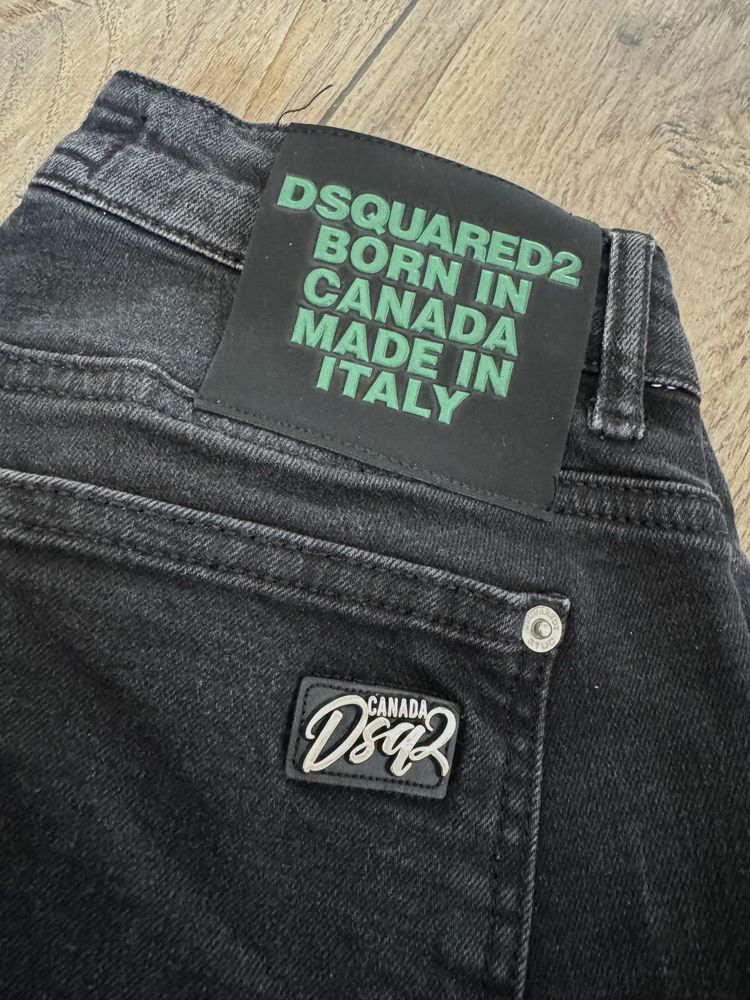 DSQUARED2
BORN IN
CANADA
MADE IN
ITALY
CANADA
Dsq2